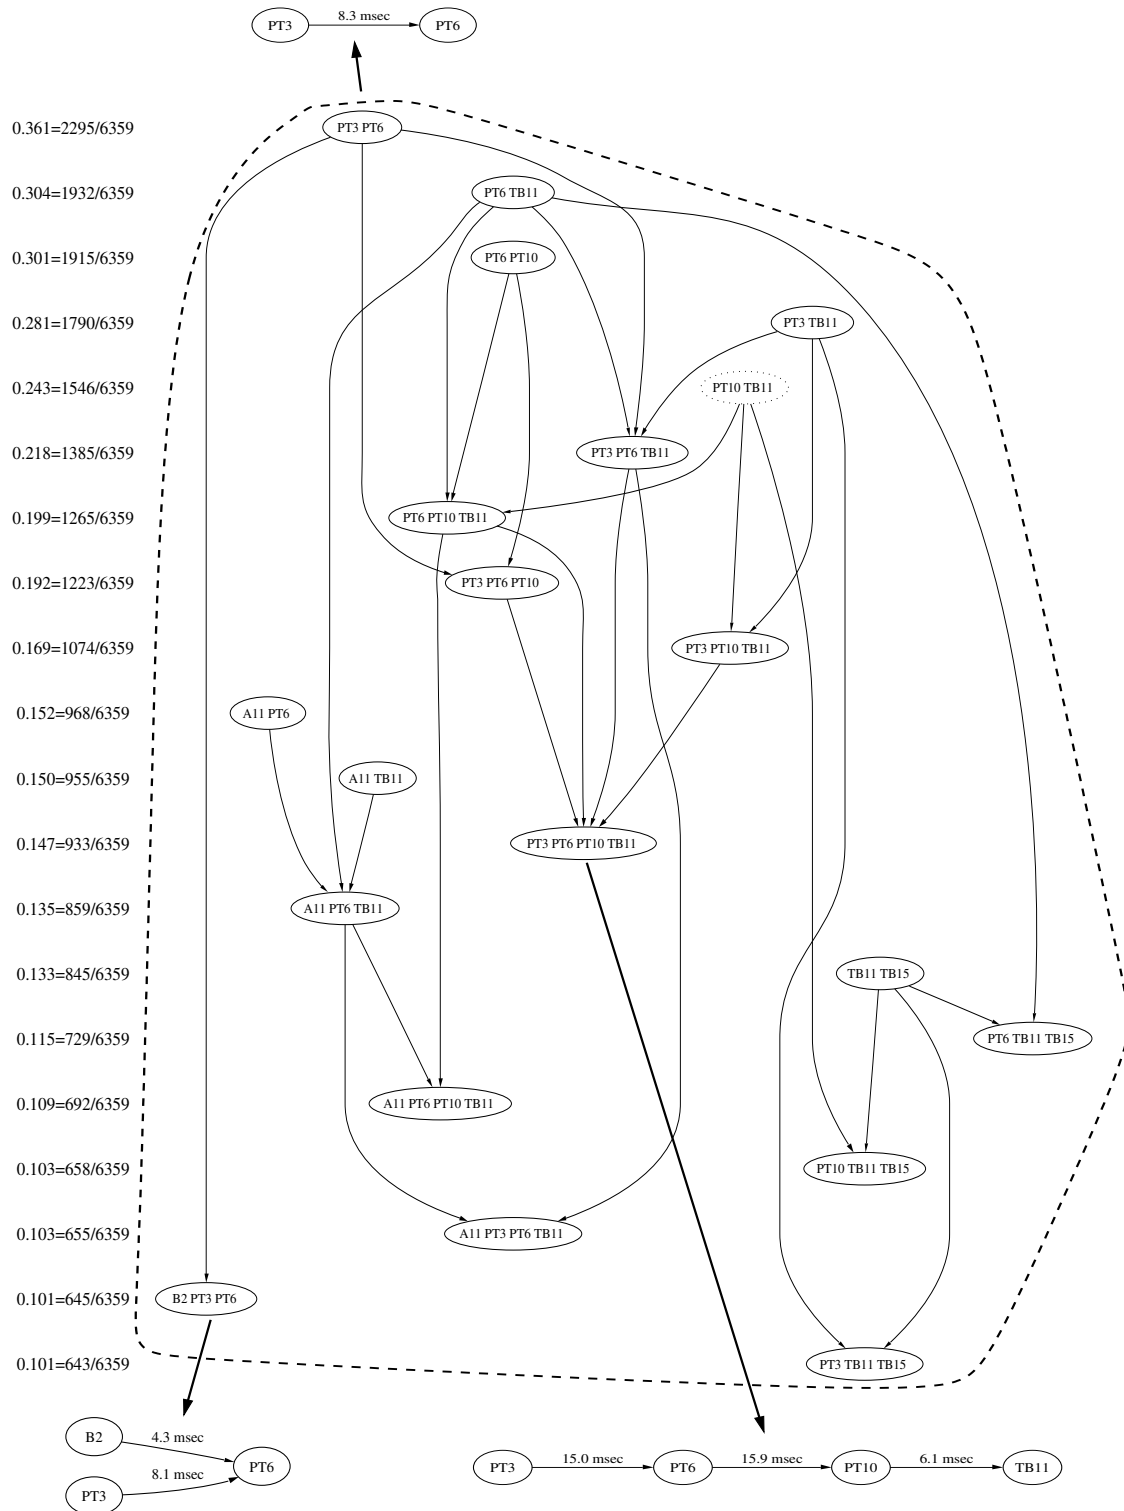 8.3 msec
PT3 PT6
0.361=2295/6359 PT3 PT6
0.304=1932/6359 PT6 TB11
0.301=1915/6359 PT6 PT10
0.281=1790/6359 PT3 TB11
0.243=1546/6359 PT10 TB11
0.218=1385/6359 PT3 PT6 TB11
0.199=1265/6359 PT6 PT10 TB11
0.192=1223/6359 PT3 PT6 PT10
0.169=1074/6359 PT3 PT10 TB11
0.152=968/6359 A11 PT6
0.150=955/6359 A11 TB11
0.147=933/6359 PT3 PT6 PT10 TB11
0.135=859/6359 A11 PT6 TB11
0.133=845/6359 TB11 TB15
0.115=729/6359 PT6 TB11 TB15
0.109=692/6359 A11 PT6 PT10 TB11
0.103=658/6359 PT10 TB11 TB15
0.103=655/6359 A11 PT3 PT6 TB11
0.101=645/6359 B2 PT3 PT6
0.101=643/6359 PT3 TB11 TB15
B2 4.3 msec
PT6
PT3 8.1 msec
15.0 msec 15.9 msec 6.1 msec
PT3 PT6 PT10 TB11